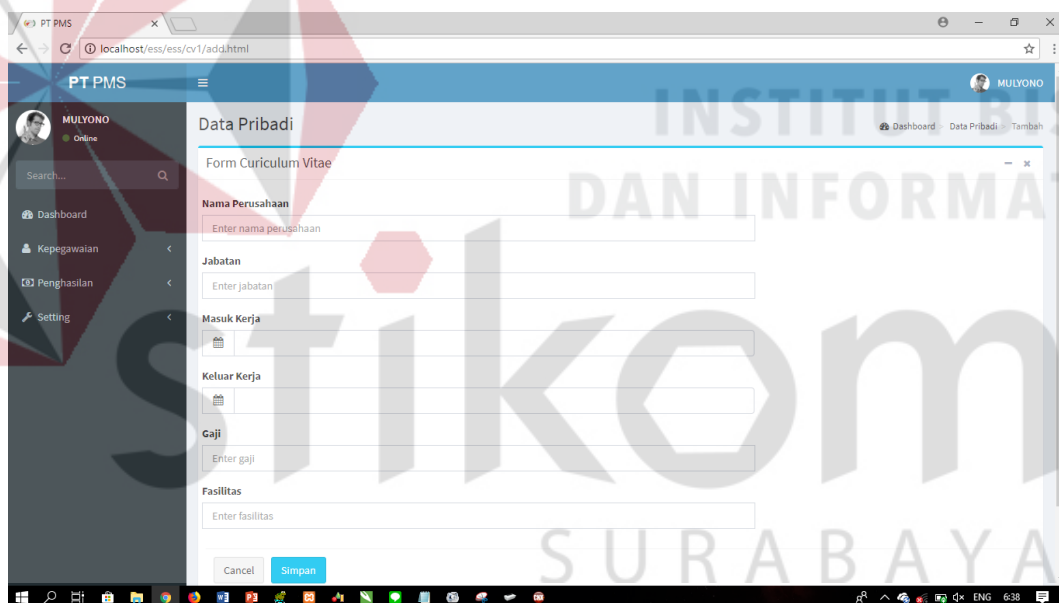 PT PMS
localhost/ess/ess/cv1/add.html
PT PMS
MULYONO
MULYONO
Online
Data Pribadi
Dashboard > Data Pribadi > Tambah
INSTITUT BI
Form Curiculum Vitae
Search...
DAN INFORMAT
Dashboard
Kepegawaian
Penghasilan
Setting
Nama Perusahaan
Enter nama perusahaan
Jabatan
Enter jabatan
Masuk Kerja
Keluar Kerja
Gaji
Enter gaji
Fasilitas
Enter fasilitas
stikom
SURABAYA
Cancel
Simpan
ENG
6:38